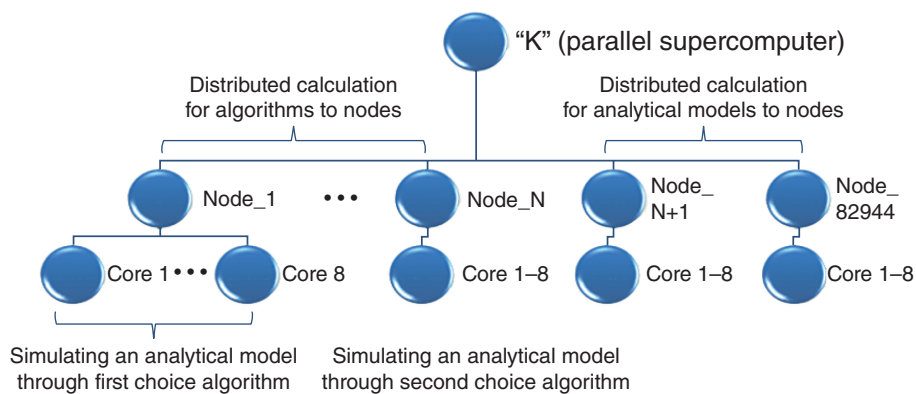 “K” (parallel supercomputer)
Distributed calculation
for algorithms to nodes
Distributed calculation
for analytical models to nodes
Node_1
•••
Node_N
Node_
N+1
Node_
82944
Core 1 ••• Core 8
Core 1–8
Core 1–8
Core 1–8
Simulating an analytical model
through first choice algorithm
Simulating an analytical model
through second choice algorithm